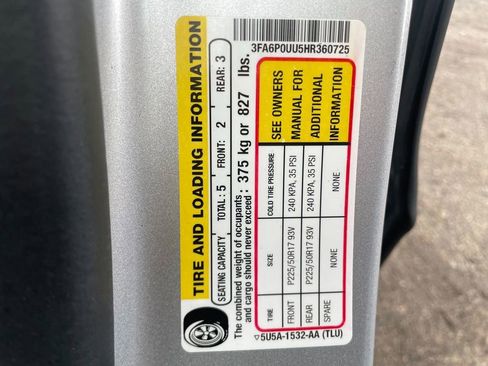 3FA6P0UU5HR360725
TIRE AND LOADING INFORMATION
SEATING CAPACITY TOTAL: 5 FRONT: 2 REAR: 3
The combined weight of occupants : 375 kg or 827 lbs.
and cargo should never exceed
TIRE SIZE COLD TIRE PRESSURE SEE OWNERS
FRONT P225/50R17 93V 240 KPA, 35 PSI MANUAL FOR
REAR P225/50R17 93V 240 KPA, 35 PSI ADDITIONAL
SPARE NONE NONE INFORMATION
▽5U5A-1532-AA (TLU)